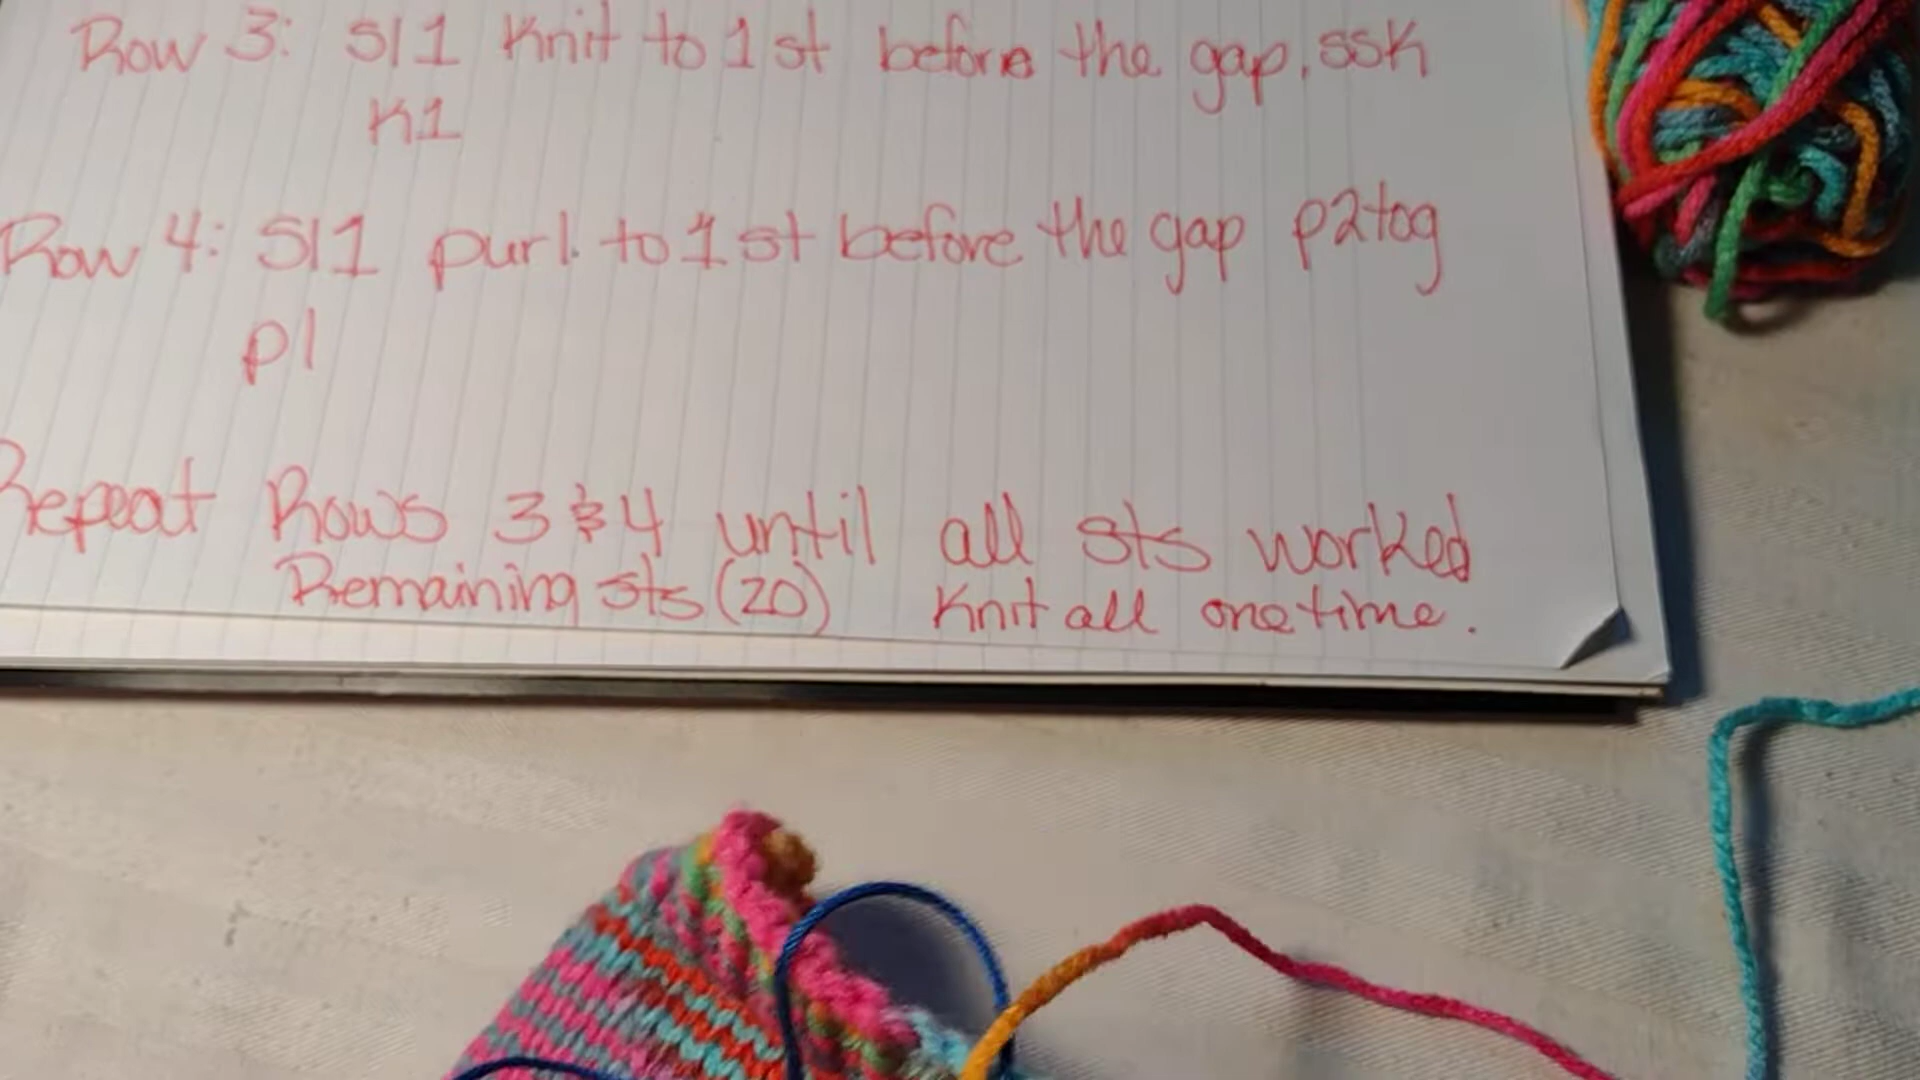 Row 3: Sl1 Knit to 1 st before the gap, SSK
K1
Row 4: Sl1 purl to 1 st before the gap p2tog
p1
Repeat Rows 3 & 4 until all sts worked
Remaining sts (20) Knit all one time.